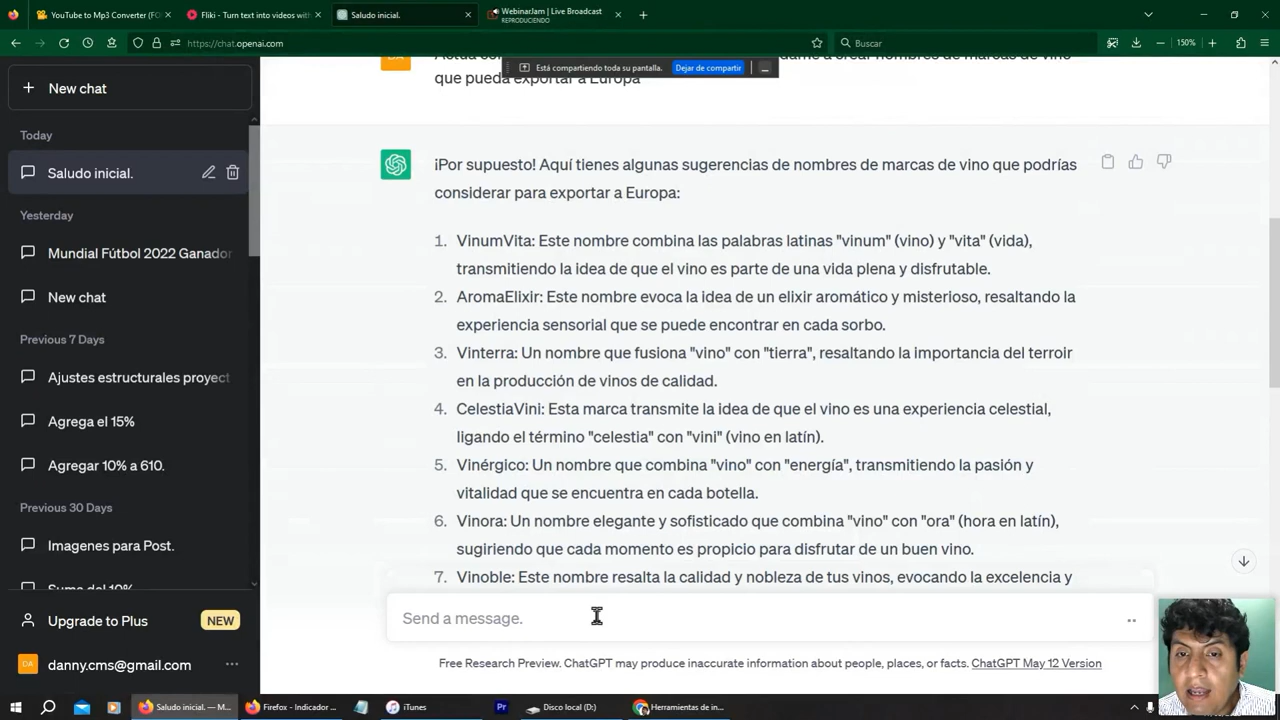 YouTube to Mp3 Converter (FO
Fliki - Turn text into videos with
Saludo inicial.
WebinarJam | Live Broadcast
REPRODUCIENDO
https://chat.openai.com
150%
Buscar
Está compartiendo toda su pantalla.
Dejar de compartir
New chat
Today
Saludo inicial.
Yesterday
Mundial Fútbol 2022 Ganador
New chat
Previous 7 Days
Ajustes estructurales proyect
Agrega el 15%
Agregar 10% a 610.
Previous 30 Days
Imagenes para Post.
Suma del 10%
Upgrade to Plus
NEW
DA
danny.cms@gmail.com
DA
que pueda exportar a Europa
¡Por supuesto! Aquí tienes algunas sugerencias de nombres de marcas de vino que podrías
considerar para exportar a Europa:
1. VinumVita: Este nombre combina las palabras latinas "vinum" (vino) y "vita" (vida),
transmitiendo la idea de que el vino es parte de una vida plena y disfrutable.
2. AromaElixir: Este nombre evoca la idea de un elixir aromático y misterioso, resaltando la
experiencia sensorial que se puede encontrar en cada sorbo.
3. Vinterra: Un nombre que fusiona "vino" con "tierra", resaltando la importancia del terroir
en la producción de vinos de calidad.
4. CelestiaVini: Esta marca transmite la idea de que el vino es una experiencia celestial,
ligando el término "celestia" con "vini" (vino en latín).
5. Vinérgico: Un nombre que combina "vino" con "energía", transmitiendo la pasión y
vitalidad que se encuentra en cada botella.
6. Vinora: Un nombre elegante y sofisticado que combina "vino" con "ora" (hora en latín),
sugiriendo que cada momento es propicio para disfrutar de un buen vino.
7. Vinoble: Este nombre resalta la calidad y nobleza de tus vinos, evocando la excelencia y
Send a message.
Free Research Preview. ChatGPT may produce inaccurate information about people, places, or facts. ChatGPT May 12 Version
Saludo inicial. — M...
Firefox - Indicador ...
iTunes
Pr
Disco local (D:)
Herramientas de in...